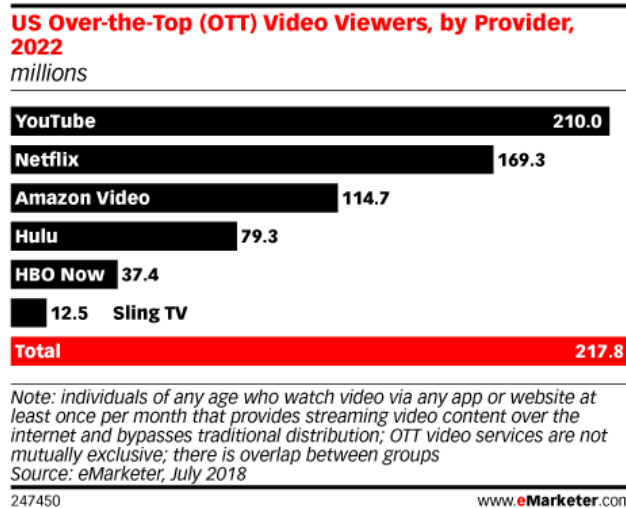 US Over-the-Top (OTT) Video Viewers, by Provider,
2022
millions
YouTube 210.0
Netflix 169.3
Amazon Video 114.7
Hulu 79.3
HBO Now 37.4
12.5 Sling TV
Total 217.8
Note: individuals of any age who watch video via any app or website at
least once per month that provides streaming video content over the
internet and bypasses traditional distribution; OTT video services are not
mutually exclusive; there is overlap between groups
Source: eMarketer, July 2018
247450 www.eMarketer.com